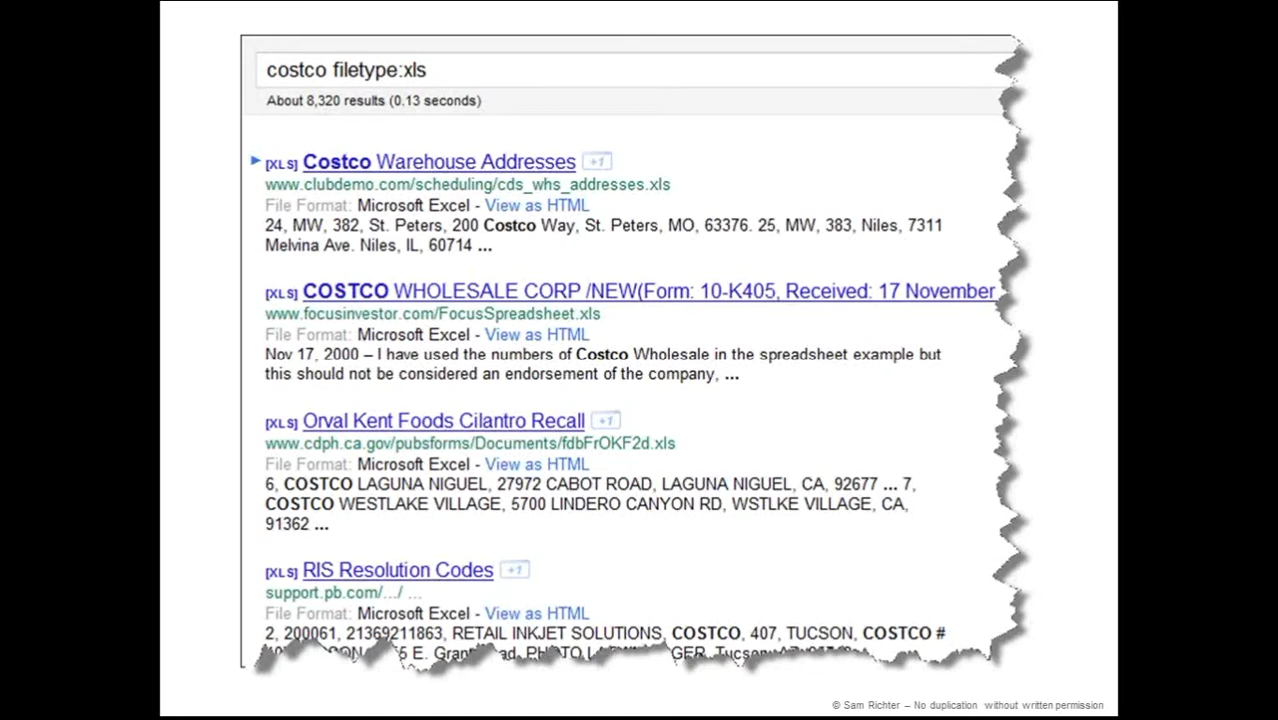 costco filetype:xls
About 8,320 results (0.13 seconds)
[XLS] Costco Warehouse Addresses +1
www.clubdemo.com/scheduling/cds_whs_addresses.xls
File Format: Microsoft Excel - View as HTML
24, MW, 382, St. Peters, 200 Costco Way, St. Peters, MO, 63376. 25, MW, 383, Niles, 7311
Melvina Ave. Niles, IL, 60714 ...
[XLS] COSTCO WHOLESALE CORP /NEW(Form: 10-K405, Received: 17 November
www.focusinvestor.com/FocusSpreadsheet.xls
File Format: Microsoft Excel - View as HTML
Nov 17, 2000 – I have used the numbers of Costco Wholesale in the spreadsheet example but
this should not be considered an endorsement of the company, ...
[XLS] Orval Kent Foods Cilantro Recall +1
www.cdph.ca.gov/pubsforms/Documents/fdbFrOKF2d.xls
File Format: Microsoft Excel - View as HTML
6, COSTCO LAGUNA NIGUEL, 27972 CABOT ROAD, LAGUNA NIGUEL, CA, 92677 ... 7,
COSTCO WESTLAKE VILLAGE, 5700 LINDERO CANYON RD, WSTLKE VILLAGE, CA,
91362 ...
[XLS] RIS Resolution Codes +1
support.pb.com/.../ ...
File Format: Microsoft Excel - View as HTML
2, 200061, 21369211863, RETAIL INKJET SOLUTIONS, COSTCO, 407, TUCSON, COSTCO #
E. Tucson
© Sam Richter – No duplication without written permission